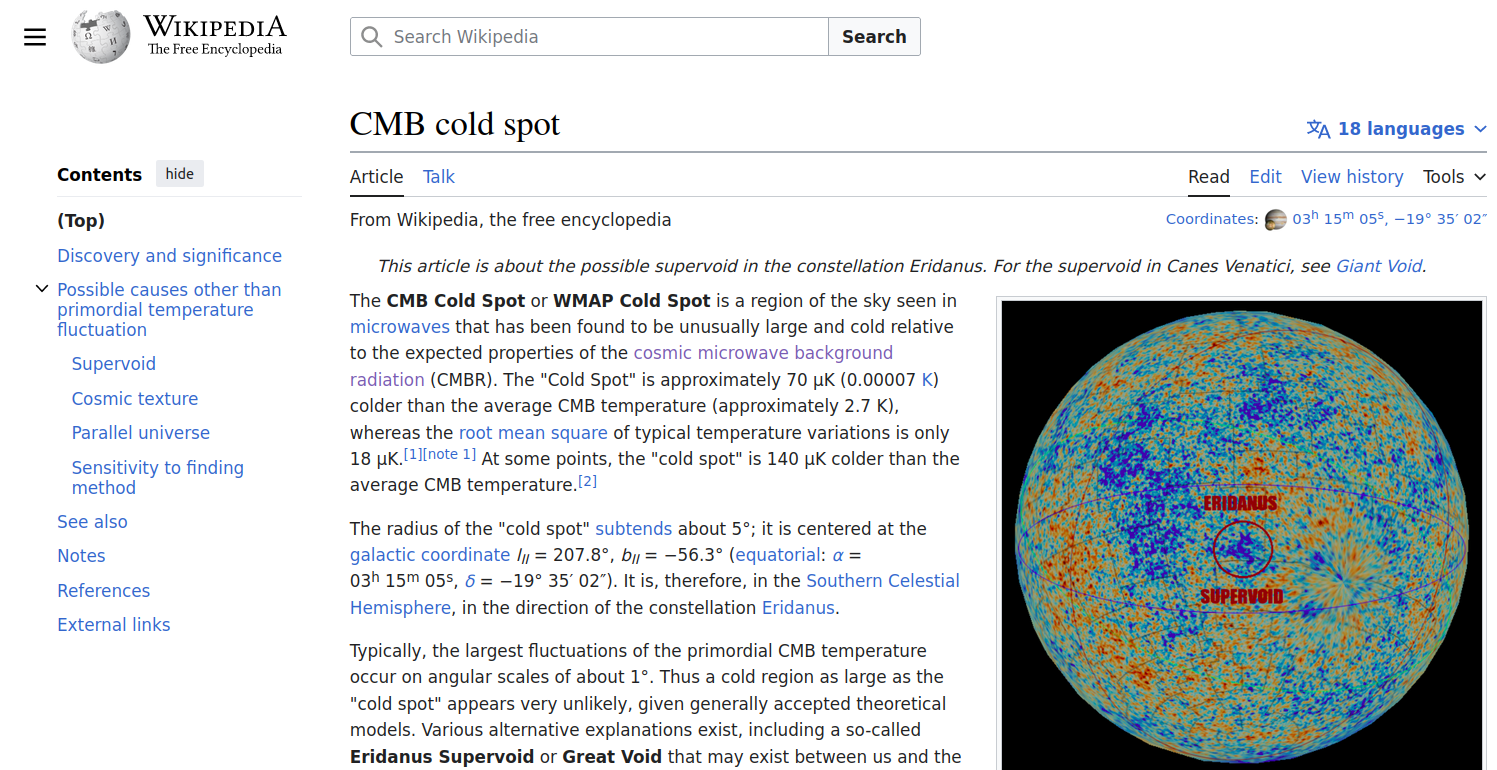 WIKIPEDIA
The Free Encyclopedia
Search Wikipedia
Search
CMB cold spot
18 languages
Contents hide
Article Talk
Read Edit View history Tools
(Top)
Discovery and significance
Possible causes other than
primordial temperature
fluctuation
Supervoid
Cosmic texture
Parallel universe
Sensitivity to finding
method
See also
Notes
References
External links
From Wikipedia, the free encyclopedia
Coordinates: 03h 15m 05s, −19° 35′ 02″
This article is about the possible supervoid in the constellation Eridanus. For the supervoid in Canes Venatici, see Giant Void.
The CMB Cold Spot or WMAP Cold Spot is a region of the sky seen in
microwaves that has been found to be unusually large and cold relative
to the expected properties of the cosmic microwave background
radiation (CMBR). The "Cold Spot" is approximately 70 μK (0.00007 K)
colder than the average CMB temperature (approximately 2.7 K),
whereas the root mean square of typical temperature variations is only
18 μK.[1][note 1] At some points, the "cold spot" is 140 μK colder than the
average CMB temperature.[2]
The radius of the "cold spot" subtends about 5°; it is centered at the
galactic coordinate lII = 207.8°, bII = −56.3° (equatorial: α =
03h 15m 05s, δ = −19° 35′ 02″). It is, therefore, in the Southern Celestial
Hemisphere, in the direction of the constellation Eridanus.
Typically, the largest fluctuations of the primordial CMB temperature
occur on angular scales of about 1°. Thus a cold region as large as the
"cold spot" appears very unlikely, given generally accepted theoretical
models. Various alternative explanations exist, including a so-called
Eridanus Supervoid or Great Void that may exist between us and the
ERIDANUS
SUPERVOID